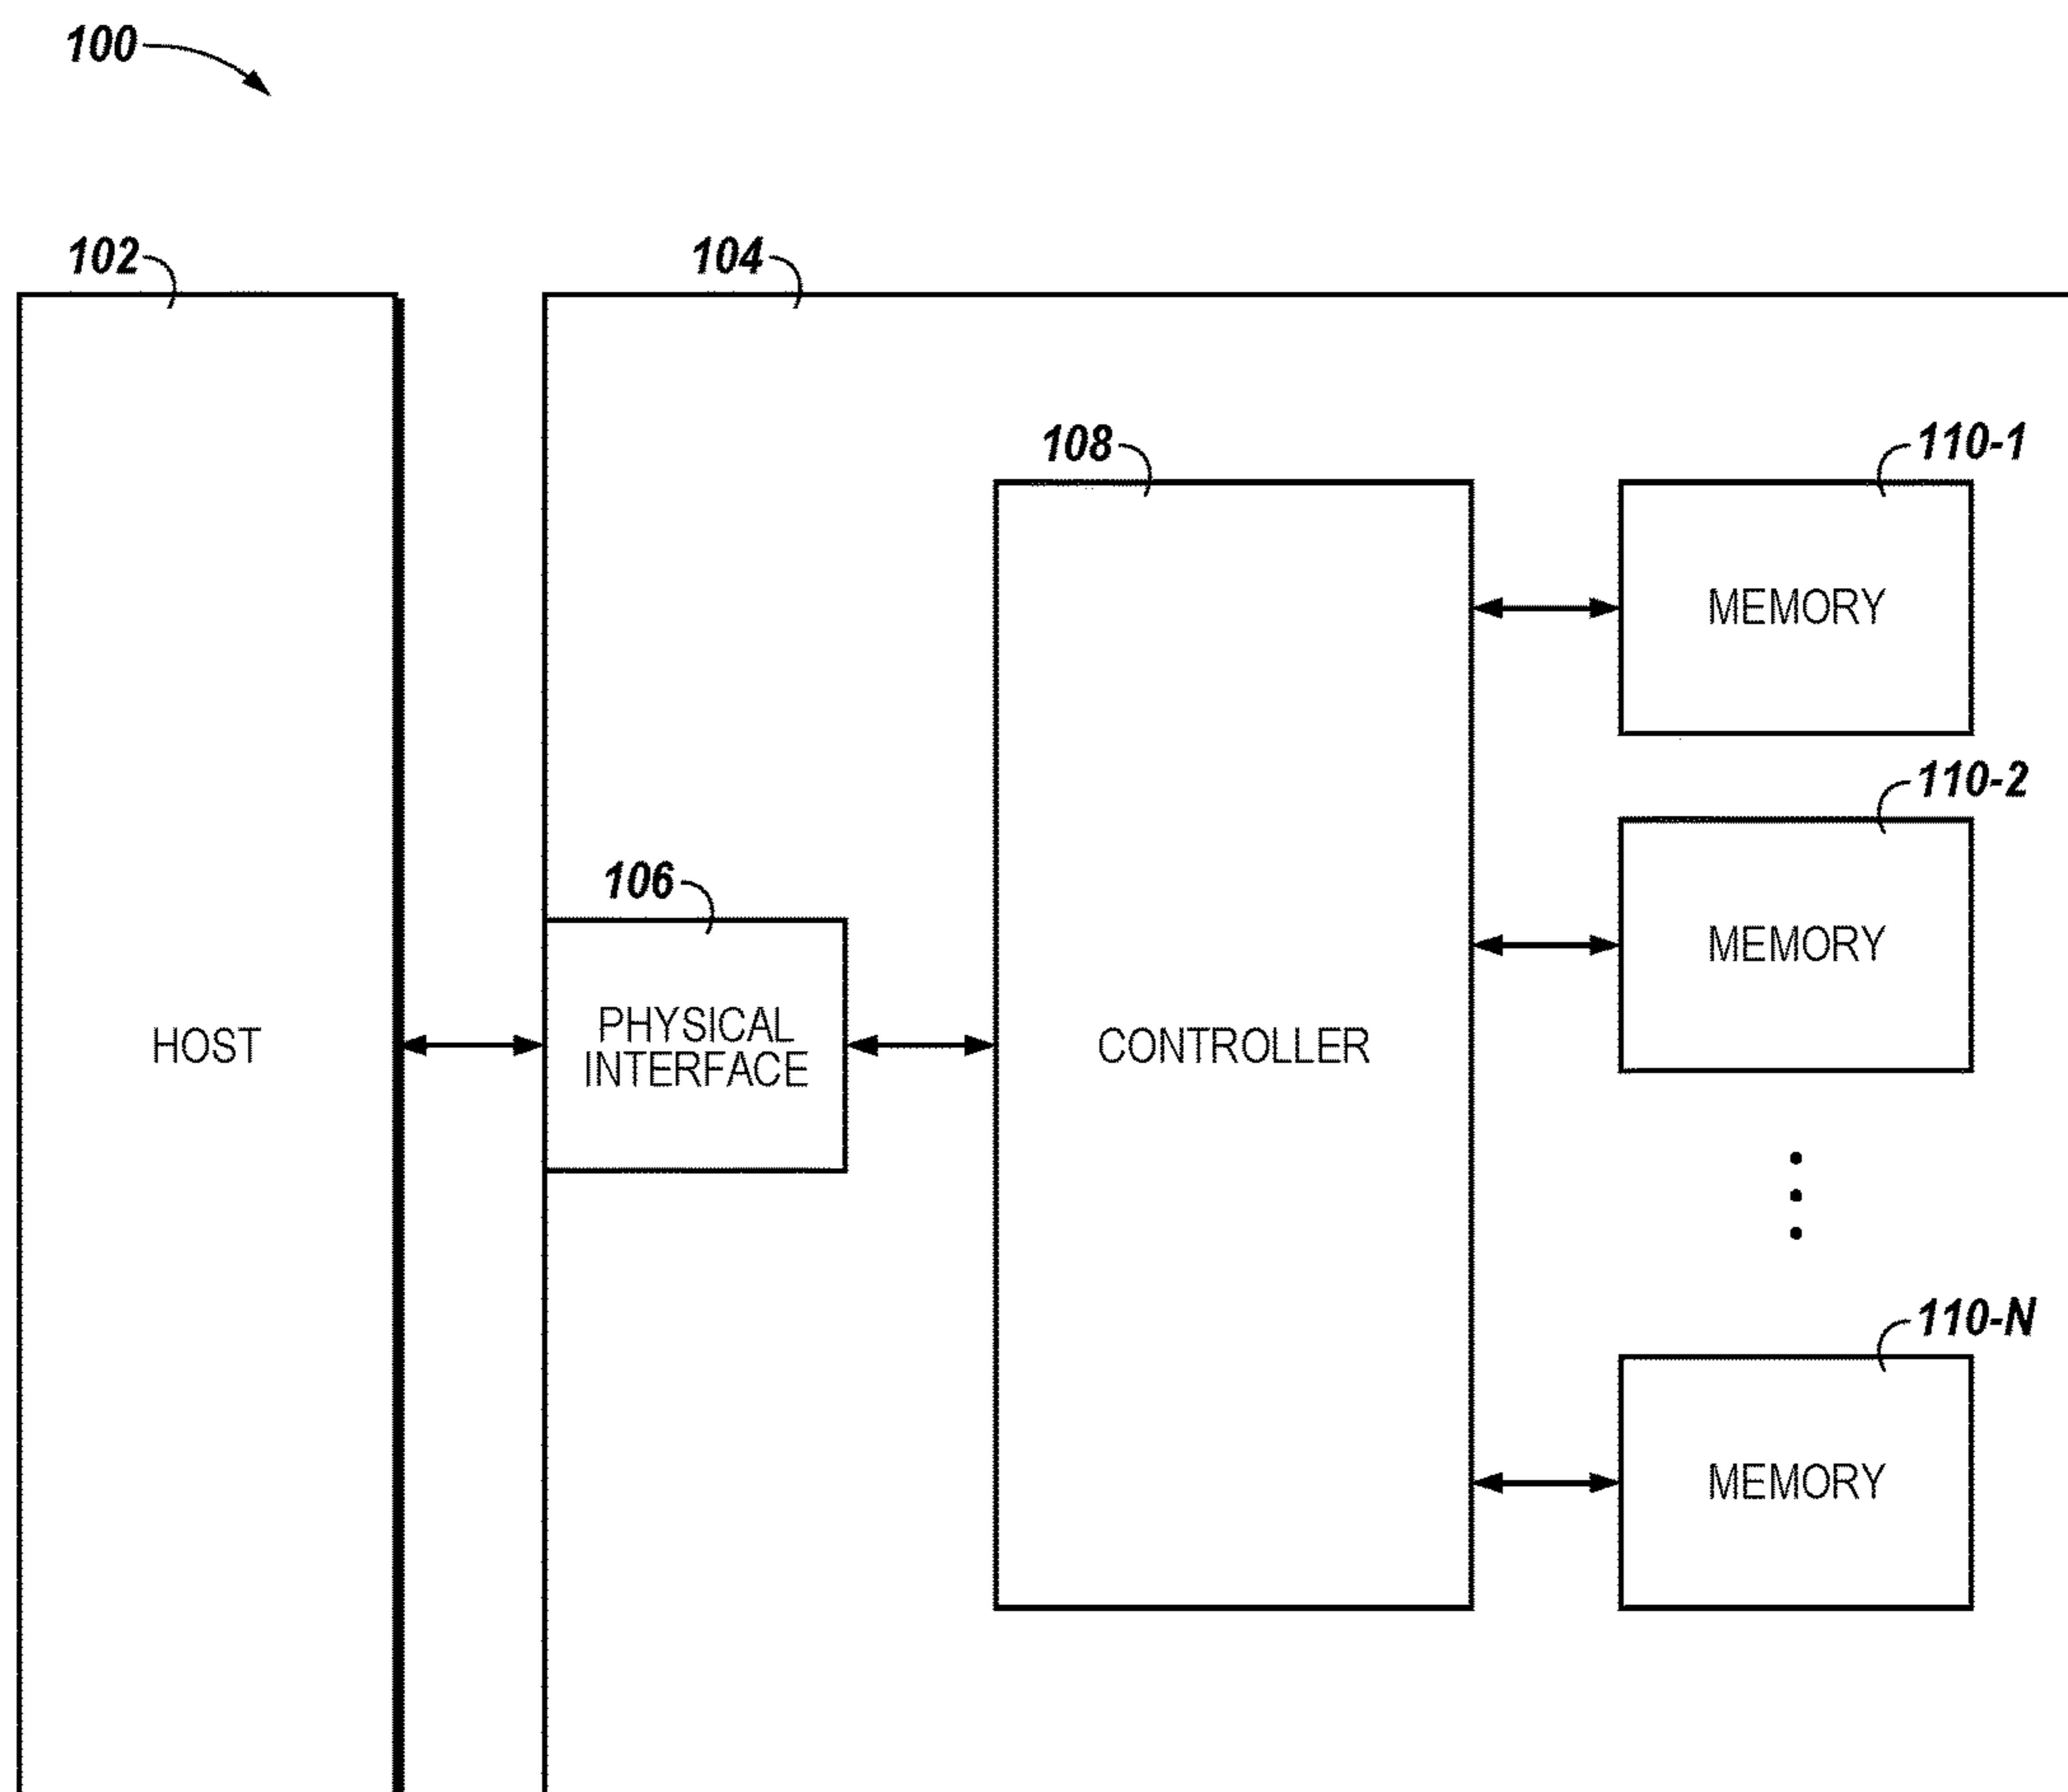 100
102
104
108
110-1
MEMORY
110-2
106
MEMORY
HOST
PHYSICAL
INTERFACE
CONTROLLER
110-N
MEMORY